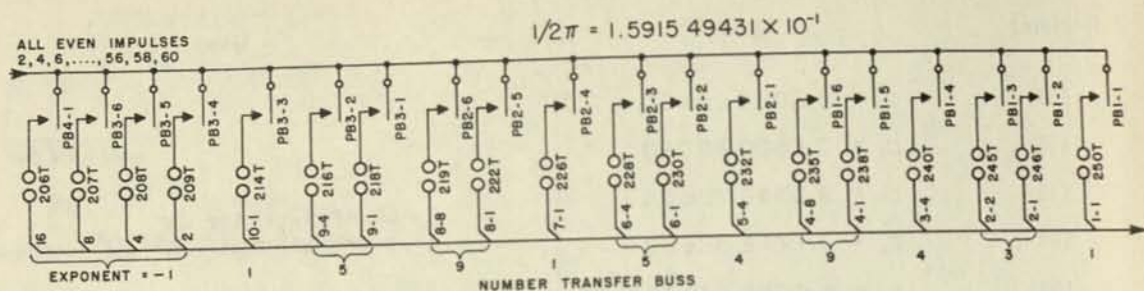 1/2π = 1.5915 49431 × 10⁻¹
ALL EVEN IMPULSES
2, 4, 6, ...., 56, 58, 60
PB4-1 PB3-6 PB3-5 PB3-4 PB3-3 PB3-2 PB3-1 PB2-6 PB2-5 PB2-4 PB2-3 PB2-2 PB2-1 PB1-6 PB1-5 PB1-4 PB1-3 PB1-2 PB1-1
206T 207T 208T 209T 214T 216T 218T 219T 222T 226T 228T 230T 232T 235T 238T 240T 245T 246T 250T
16 8 4 2 10-1 9-4 9-1 8-8 8-1 7-1 6-4 6-1 5-4 4-8 4-1 3-4 2-2 2-1 1-1
EXPONENT = -1 1 5 9 1 5 4 9 4 3 1
NUMBER TRANSFER BUSS